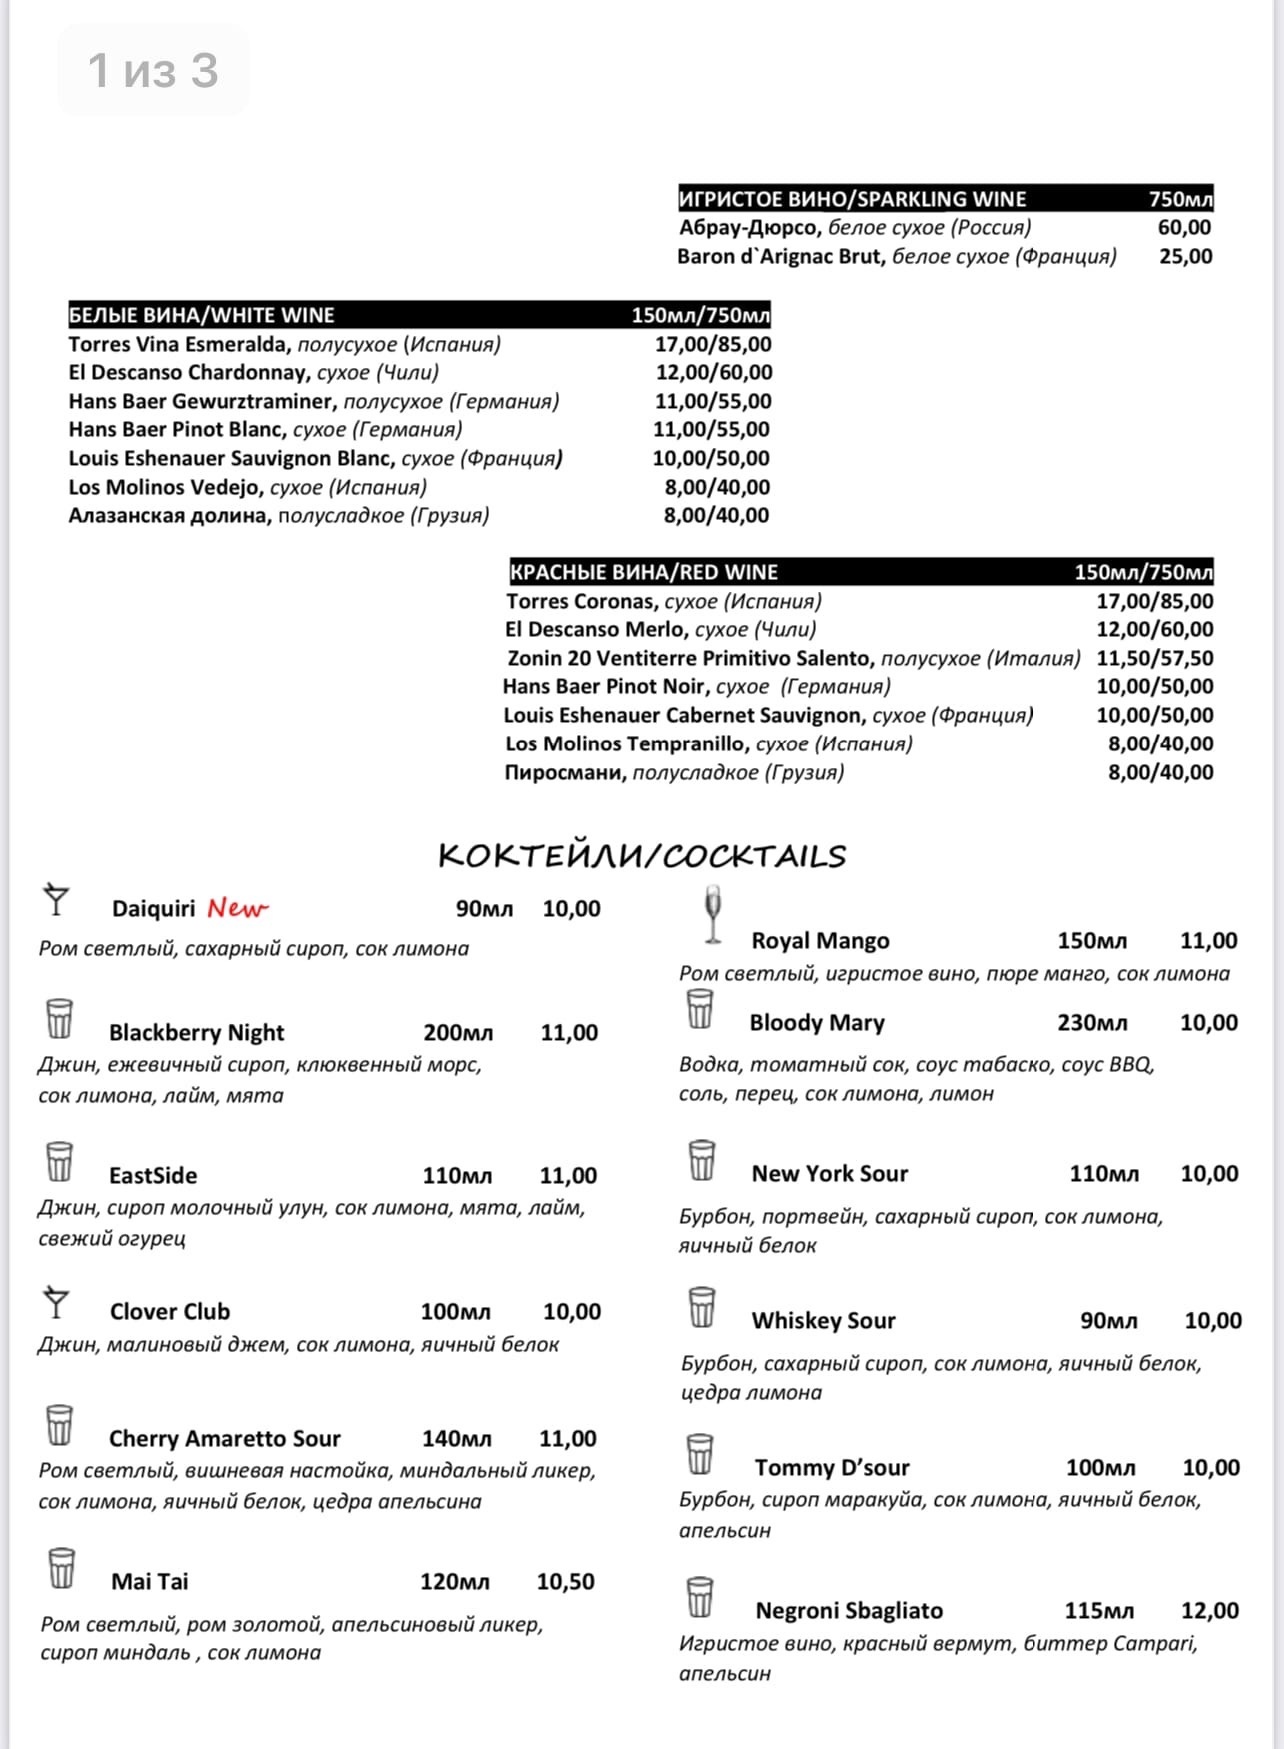 1 из 3
ИГРИСТОЕ ВИНО/SPARKLING WINE 750мл
Абрау-Дюрсо, белое сухое (Россия) 60,00
Baron d`Arignac Brut, белое сухое (Франция) 25,00
БЕЛЫЕ ВИНА/WHITE WINE 150мл/750мл
Torres Vina Esmeralda, полусухое (Испания) 17,00/85,00
El Descanso Chardonnay, сухое (Чили) 12,00/60,00
Hans Baer Gewurztraminer, полусухое (Германия) 11,00/55,00
Hans Baer Pinot Blanc, сухое (Германия) 11,00/55,00
Louis Eshenauer Sauvignon Blanc, сухое (Франция) 10,00/50,00
Los Molinos Vedejo, сухое (Испания) 8,00/40,00
Алазанская долина, полусладкое (Грузия) 8,00/40,00
КРАСНЫЕ ВИНА/RED WINE 150мл/750мл
Torres Coronas, сухое (Испания) 17,00/85,00
El Descanso Merlo, сухое (Чили) 12,00/60,00
Zonin 20 Ventiterre Primitivo Salento, полусухое (Италия) 11,50/57,50
Hans Baer Pinot Noir, сухое (Германия) 10,00/50,00
Louis Eshenauer Cabernet Sauvignon, сухое (Франция) 10,00/50,00
Los Molinos Tempranillo, сухое (Испания) 8,00/40,00
Пиросмани, полусладкое (Грузия) 8,00/40,00
КОКТЕЙЛИ/COCKTAILS
Daiquiri New 90мл 10,00
Ром светлый, сахарный сироп, сок лимона
Blackberry Night 200мл 11,00
Джин, ежевичный сироп, клюквенный морс,
сок лимона, лайм, мята
EastSide 110мл 11,00
Джин, сироп молочный улун, сок лимона, мята, лайм,
свежий огурец
Clover Club 100мл 10,00
Джин, малиновый джем, сок лимона, яичный белок
Cherry Amaretto Sour 140мл 11,00
Ром светлый, вишневая настойка, миндальный ликер,
сок лимона, яичный белок, цедра апельсина
Mai Tai 120мл 10,50
Ром светлый, ром золотой, апельсиновый ликер,
сироп миндаль , сок лимона
Royal Mango 150мл 11,00
Ром светлый, игристое вино, пюре манго, сок лимона
Bloody Mary 230мл 10,00
Водка, томатный сок, соус табаско, соус BBQ,
соль, перец, сок лимона, лимон
New York Sour 110мл 10,00
Бурбон, портвейн, сахарный сироп, сок лимона,
яичный белок
Whiskey Sour 90мл 10,00
Бурбон, сахарный сироп, сок лимона, яичный белок,
цедра лимона
Tommy D’sour 100мл 10,00
Бурбон, сироп маракуйа, сок лимона, яичный белок,
апельсин
Negroni Sbagliato 115мл 12,00
Игристое вино, красный вермут, биттер Campari,
апельсин